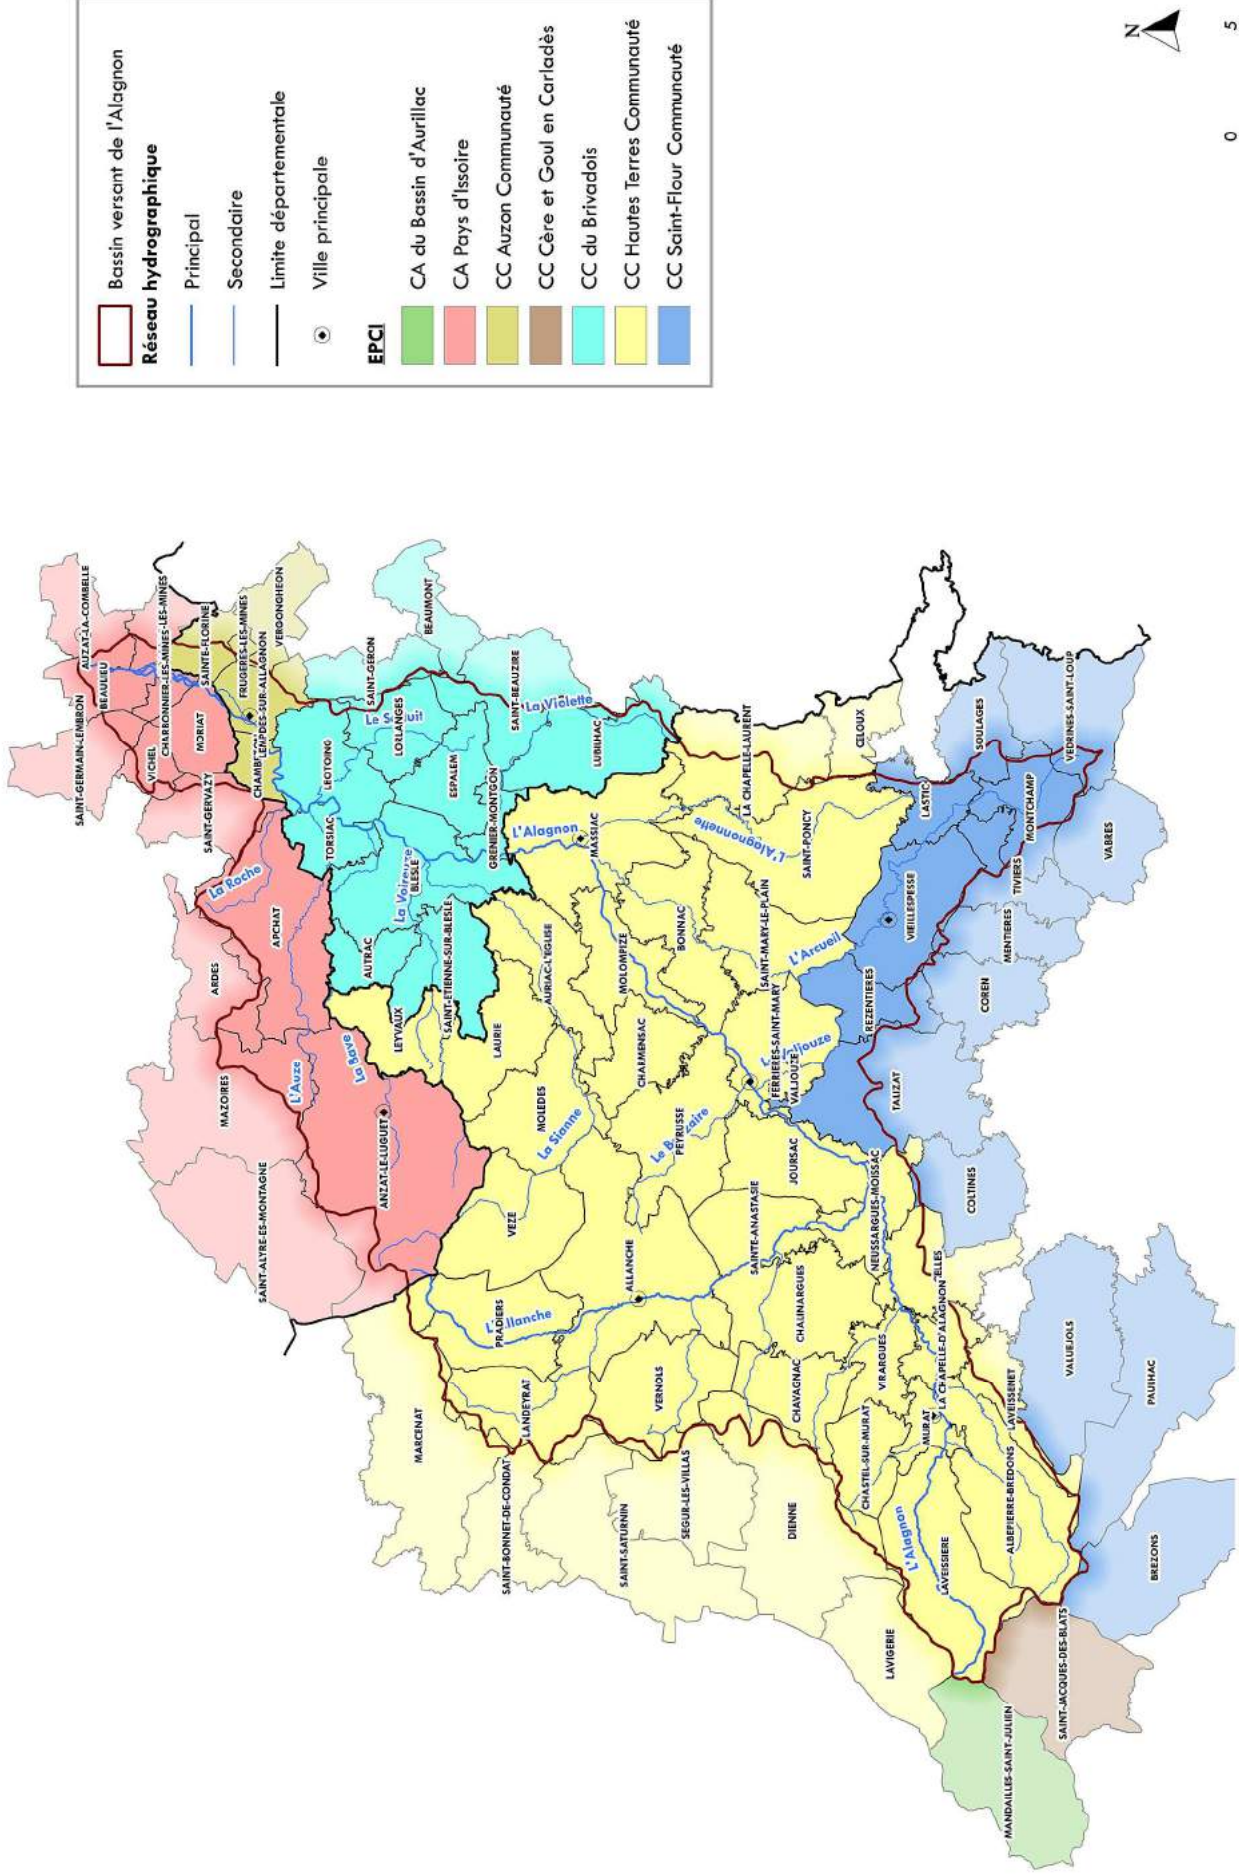 Bassin versant de l'Alagnon
Réseau hydrographique
Principal
Secondaire
Limite départementale
Ville principale
EPCI
CA du Bassin d'Aurillac
CA Pays d'Issoire
CC Auzon Communauté
CC Cère et Goul en Carladès
CC du Brivadois
CC Hautes Terres Communauté
CC Saint-Flour Communauté
N
0
5
AUZAT-LA-COMBELLE
SAINT-GERMAIN-LEMBRON
BEAULIEU
CHARBONNIER-LES-MINES
VICHEL
MORIAT
SAINTE-FLORINE
SAINT-GERVAZY
FRUGERES-LES-MINES
LEMPDES-SUR-ALLAGNON
VERGONGHEON
La Roche
ARDES
APCHAT
MAZOIRES
SAINT-ALYRE-ES-MONTAGNE
L'Auze
La Bave
ANZAT-LE-LUGUET
LEOTOING
TORSIAC
SAINT-GERON
BEAUMONT
LORLANGES
ESPALEM
SAINT-BEAUZIRE
La Violette
LUBILHAC
GRENIER-MONTGON
La Voireuze
BLESLE
AUTRAC
SAINT-ETIENNE-SUR-BLESLE
LEYVAUX
LAURIE
AURIAC-L'EGLISE
L'Alagnon
MASSIAC
LA CHAPELLE-LAURENT
CELOUX
L'Alagnonnette
SAINT-PONCY
MOLOMPIZE
BONNAC
SAINT-MARY-LE-PLAIN
L'Arcueil
MOLEDES
La Sianne
CHARMENSAC
PEYRUSSE
FERRIERES-SAINT-MARY
VALJOUZE
VEZE
JOURSAC
SAINTE-ANASTASIE
NEUSSARGUES-MOISSAC
ALLANCHE
PRADIERS
LANDEYRAT
VERNOLS
CHALINARGUES
CHAVAGNAC
VIRARGUES
CHASTEL-SUR-MURAT
MURAT
LA CHAPELLE-D'ALAGNON
LAVEISSENET
ALBEPIERRE-BREDONS
LAVEISSIERE
L'Alagnon
MARCENAT
SAINT-BONNET-DE-CONDAT
SAINT-SATURNIN
SEGUR-LES-VILLAS
DIENNE
LAVIGERIE
MANDAILLES-SAINT-JULIEN
SAINT-JACQUES-DES-BLATS
BREZONS
PAULHAC
VALUEJOLS
COLTINES
TALIZAT
REZENTIERES
VIEILLESPESSE
COREN
MENTIERES
TIVIERS
LASTIC
SOULAGES
MONTCHAMP
VEDRINES-SAINT-LOUP
VABRES